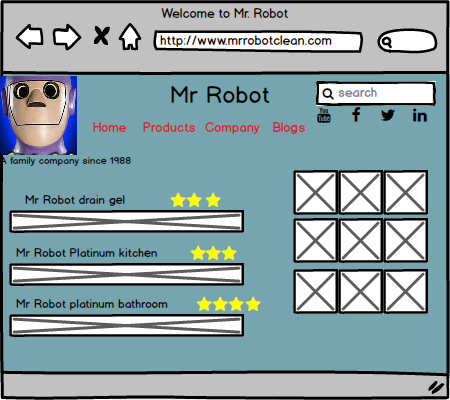 Welcome to Mr. Robot
http://www.mrrobotclean.com
Mr Robot
search
You
Tube
Home Products Company Blogs
A family company since 1988
Mr Robot drain gel
Mr Robot Platinum kitchen
Mr Robot platinum bathroom